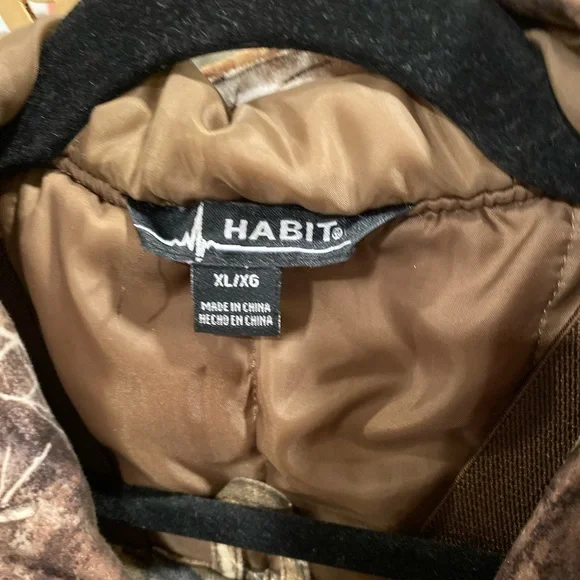 HABIT®
XL/XG
MADE IN CHINA
HECHO EN CHINA